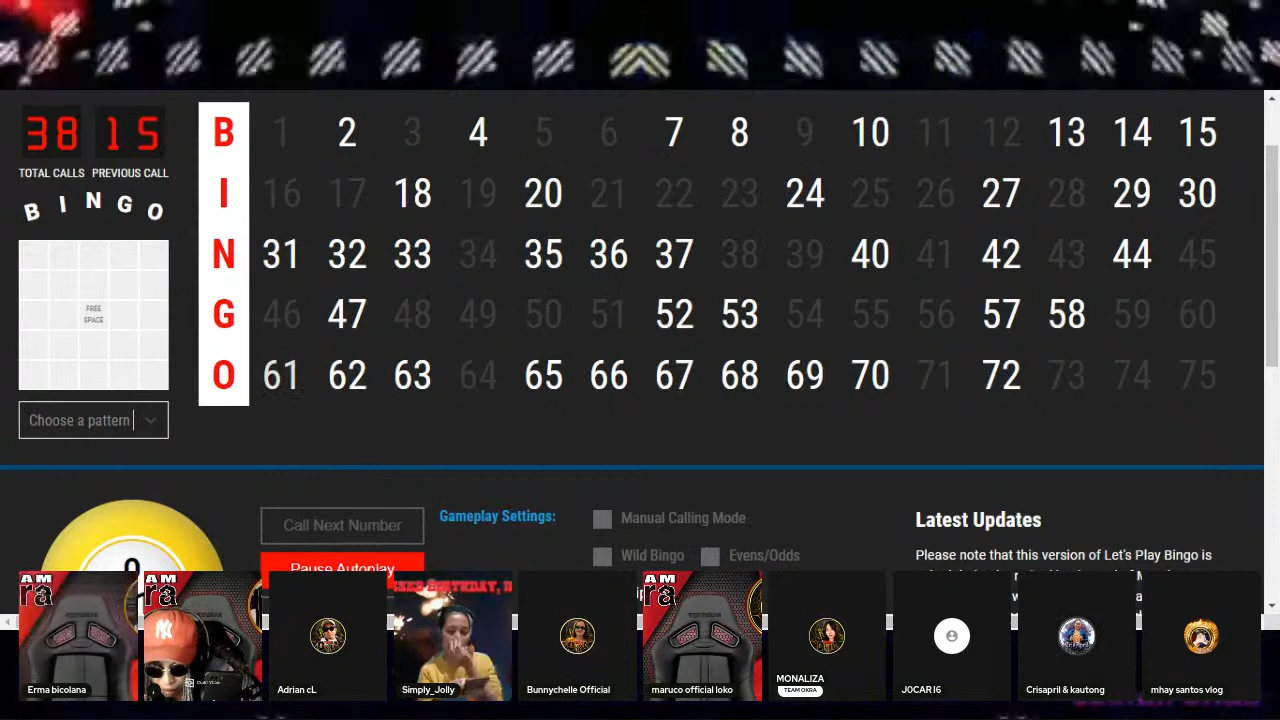 38 15
TOTAL CALLS PREVIOUS CALL
B I N G O
FREE
SPACE
Choose a pattern
B 1 2 3 4 5 6 7 8 9 10 11 12 13 14 15
I 16 17 18 19 20 21 22 23 24 25 26 27 28 29 30
N 31 32 33 34 35 36 37 38 39 40 41 42 43 44 45
G 46 47 48 49 50 51 52 53 54 55 56 57 58 59 60
O 61 62 63 64 65 66 67 68 69 70 71 72 73 74 75
Call Next Number
Pause Autoplay
Gameplay Settings:
Manual Calling Mode
Wild Bingo Evens/Odds
Latest Updates
Please note that this version of Let's Play Bingo is
AM
ra
AM
ra
AM
ra
Erma bicolana
Adrian cL
Simply_Jolly
Bunnychelle Official
maruco official loko
MONALIZA
TEAM OKRA
JOCAR I6
Crisapril & kautong
mhay santos vlog